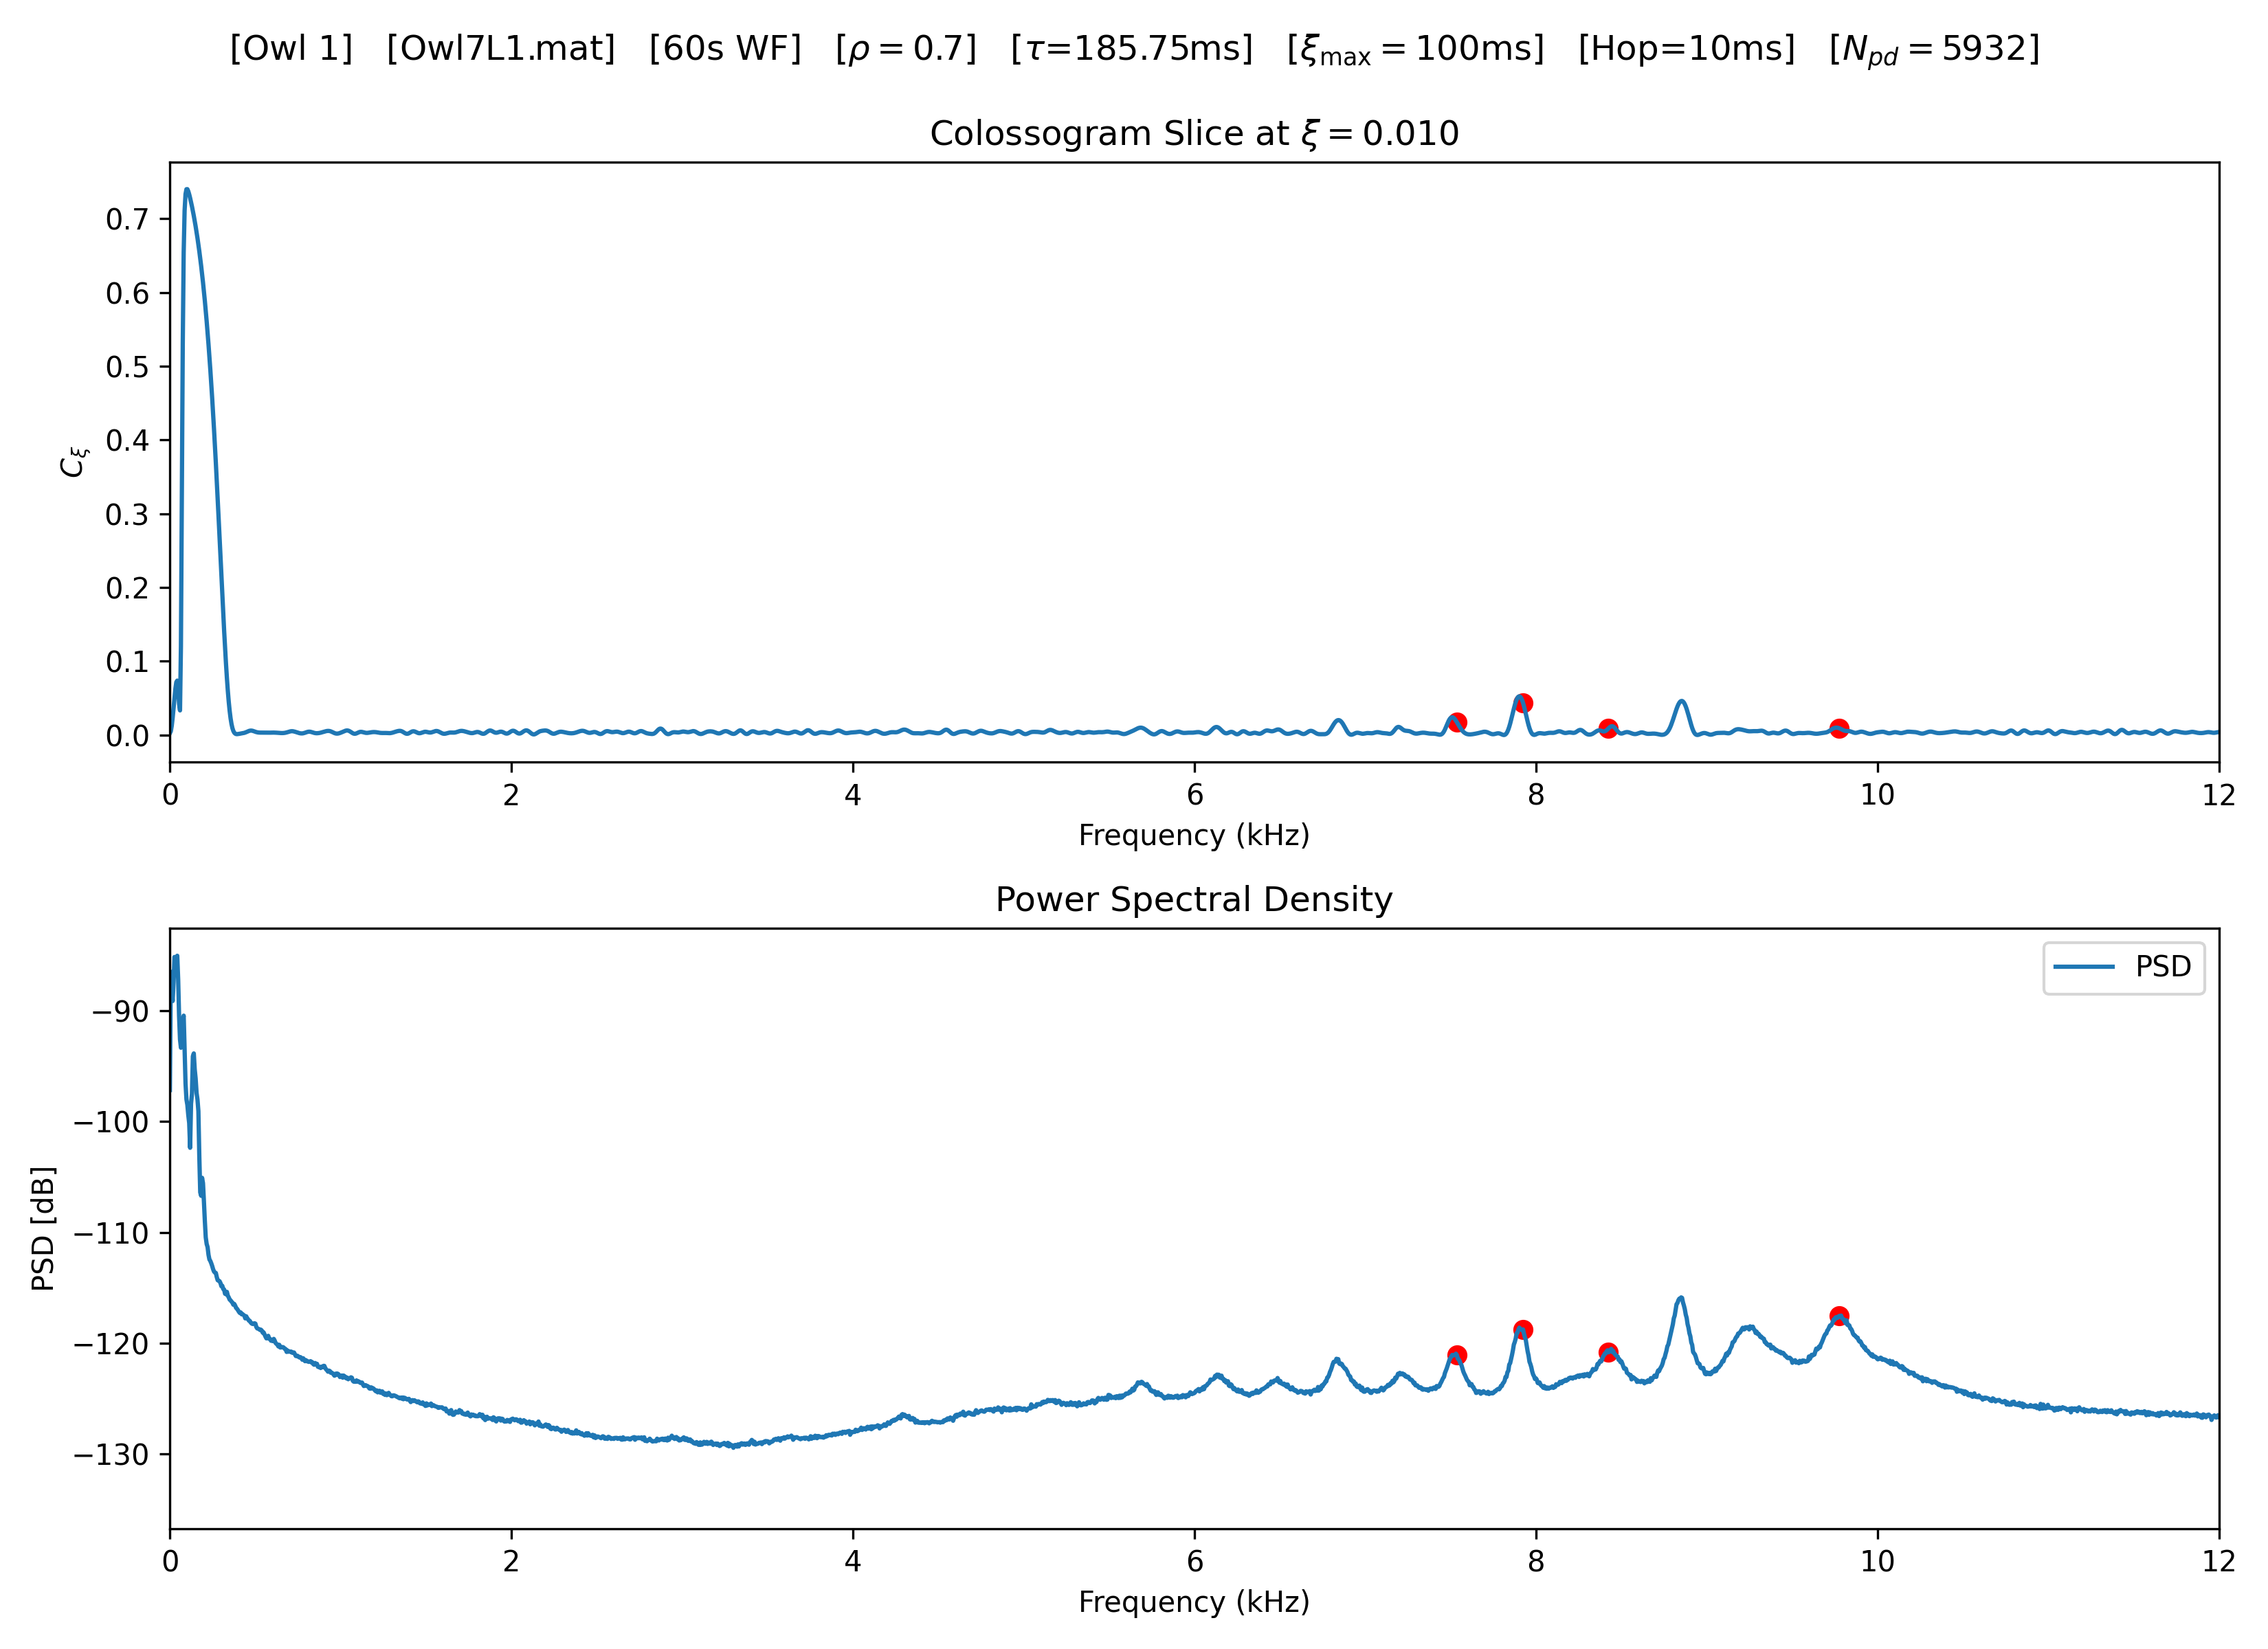 [Owl 1] [Owl7L1.mat] [60s WF] [ρ = 0.7] [τ=185.75ms] [ξmax = 100ms] [Hop=10ms] [Npd = 5932]
Colossogram Slice at ξ = 0.010
Cξ
0.7
0.6
0.5
0.4
0.3
0.2
0.1
0.0
0 2 4 6 8 10 12
Frequency (kHz)
Power Spectral Density
PSD
PSD [dB]
−90
−100
−110
−120
−130
0 2 4 6 8 10 12
Frequency (kHz)